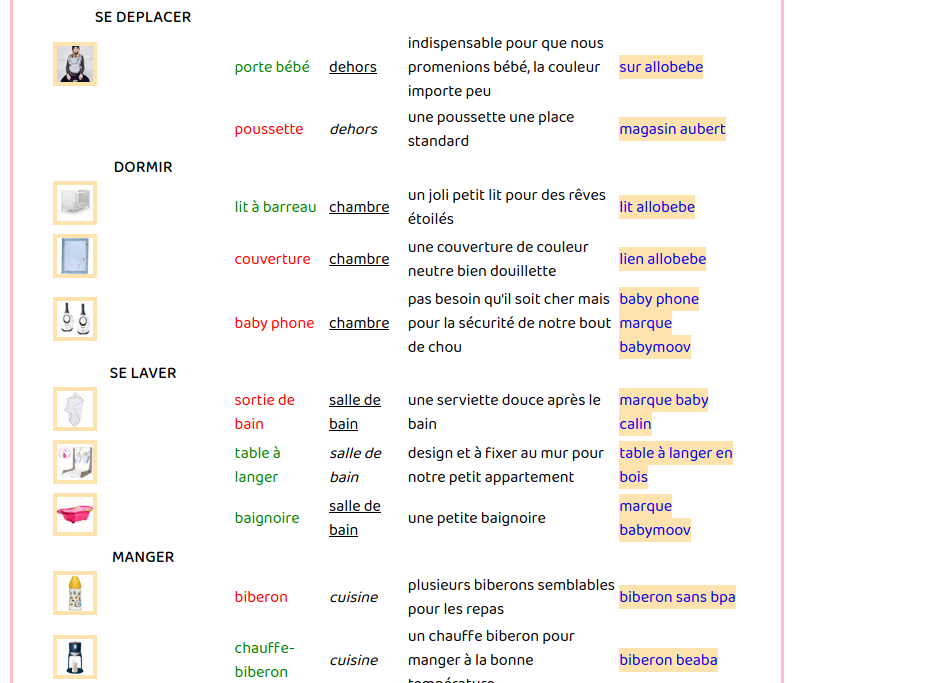 SE DEPLACER
porte bébé dehors indispensable pour que nous promenions bébé, la couleur importe peu sur allobebe
poussette dehors une poussette une place standard magasin aubert
DORMIR
lit à barreau chambre un joli petit lit pour des rêves étoilés lit allobebe
couverture chambre une couverture de couleur neutre bien douillette lien allobebe
baby phone chambre pas besoin qu'il soit cher mais pour la sécurité de notre bout de chou baby phone marque babymoov
SE LAVER
sortie de bain salle de bain une serviette douce après le bain marque baby calin
table à langer salle de bain design et à fixer au mur pour notre petit appartement table à langer en bois
baignoire salle de bain une petite baignoire marque babymoov
MANGER
biberon cuisine plusieurs biberons semblables pour les repas biberon sans bpa
chauffe-biberon cuisine un chauffe biberon pour manger à la bonne température biberon beaba